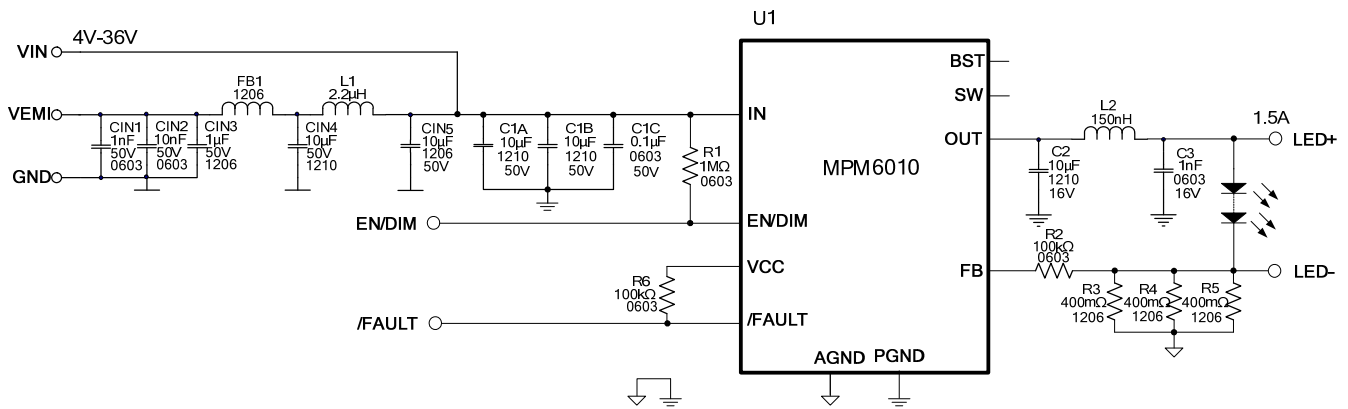 U1
VIN
4V-36V
VEMI
GND
FB1
1206
L1
2.2μH
CIN1
1nF
50V
0603
CIN2
10nF
50V
0603
CIN3
1μF
50V
1206
CIN4
10μF
50V
1210
CIN5
10μF
1206
50V
C1A
10μF
1210
50V
C1B
10μF
1210
50V
C1C
0.1μF
0603
50V
R1
1MΩ
0603
EN/DIM
R6
100kΩ
0603
/FAULT
IN
EN/DIM
VCC
/FAULT
MPM6010
BST
SW
OUT
FB
AGND
PGND
L2
150nH
C2
10μF
1210
16V
C3
1nF
0603
16V
1.5A
LED+
R2
100kΩ
0603
LED-
R3
400mΩ
1206
R4
400mΩ
1206
R5
400mΩ
1206